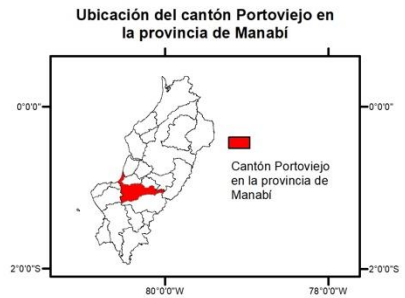 Ubicación del cantón Portoviejo en
la provincia de Manabí
0°0'0"
0°0'0"
Cantón Portoviejo
en la provincia de
Manabí
2°0'0"S
2°0'0"S
80°0'0"W
78°0'0"W